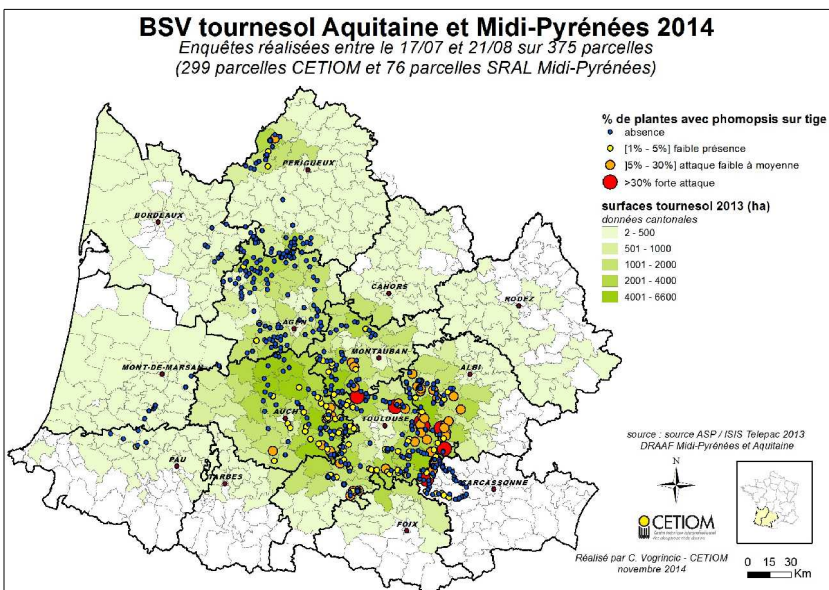 BSV tournesol Aquitaine et Midi-Pyrénées 2014
Enquêtes réalisées entre le 17/07 et 21/08 sur 375 parcelles
(299 parcelles CETIOM et 76 parcelles SRAL Midi-Pyrénées)
% de plantes avec phomopsis sur tige
absence
[1% - 5%] faible présence
]5% - 30%] attaque faible à moyenne
>30% forte attaque
surfaces tournesol 2013 (ha)
données cantonales
2 - 500
501 - 1000
1001 - 2000
2001 - 4000
4001 - 6600
PERIGUEUX
BORDEAUX
CAHORS
RODEZ
AGEN
MONTAUBAN
MONT-DE-MARSAN
ALBI
AUCH
TOULOUSE
PAU
TARBES
CARCASSONNE
FOIX
source : source ASP / ISIS Telepac 2013
DRAAF Midi-Pyrénées et Aquitaine
N
CETIOM
Réalisé par C. Vogrincic - CETIOM
novembre 2014
0 15 30
Km